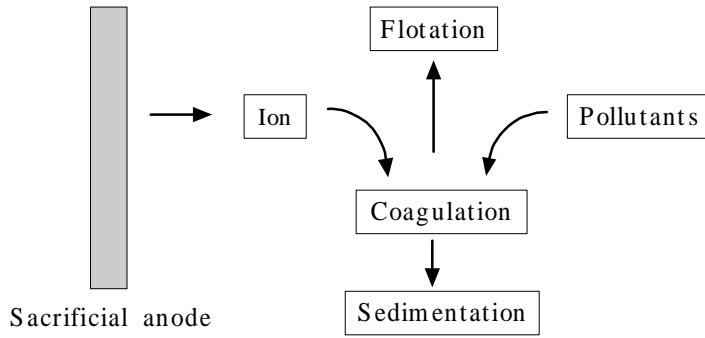 Flotation
Ion
Pollutants
Coagulation
Sedimentation
Sacrificial anode